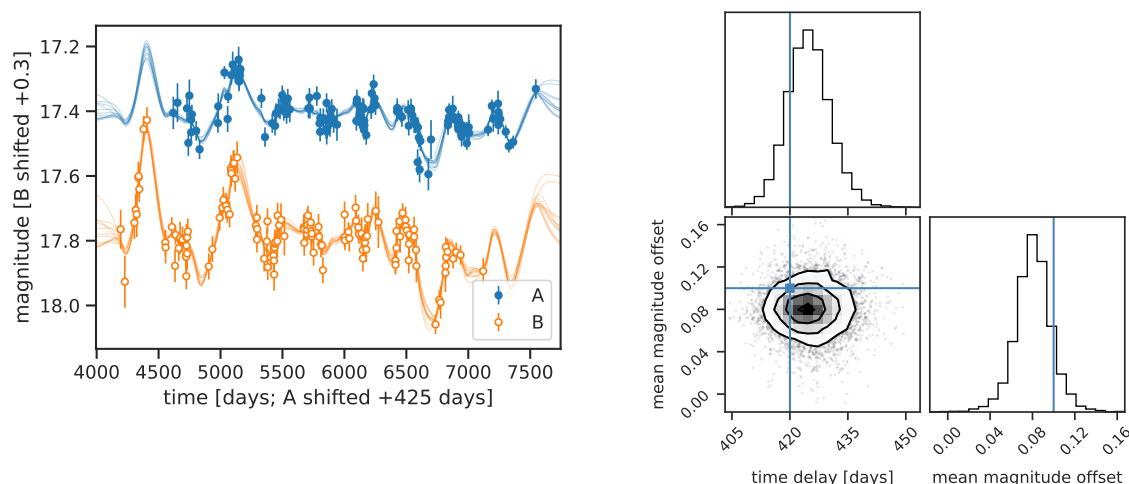 magnitude [B shifted +0.3]
17.2
17.4
17.6
17.8
18.0
A
B
4000 4500 5000 5500 6000 6500 7000 7500
time [days; A shifted +425 days]
mean magnitude offset
0.16
0.12
0.08
0.04
0.00
405 420 435 450
time delay [days]
0.00 0.04 0.08 0.12 0.16
mean magnitude offset